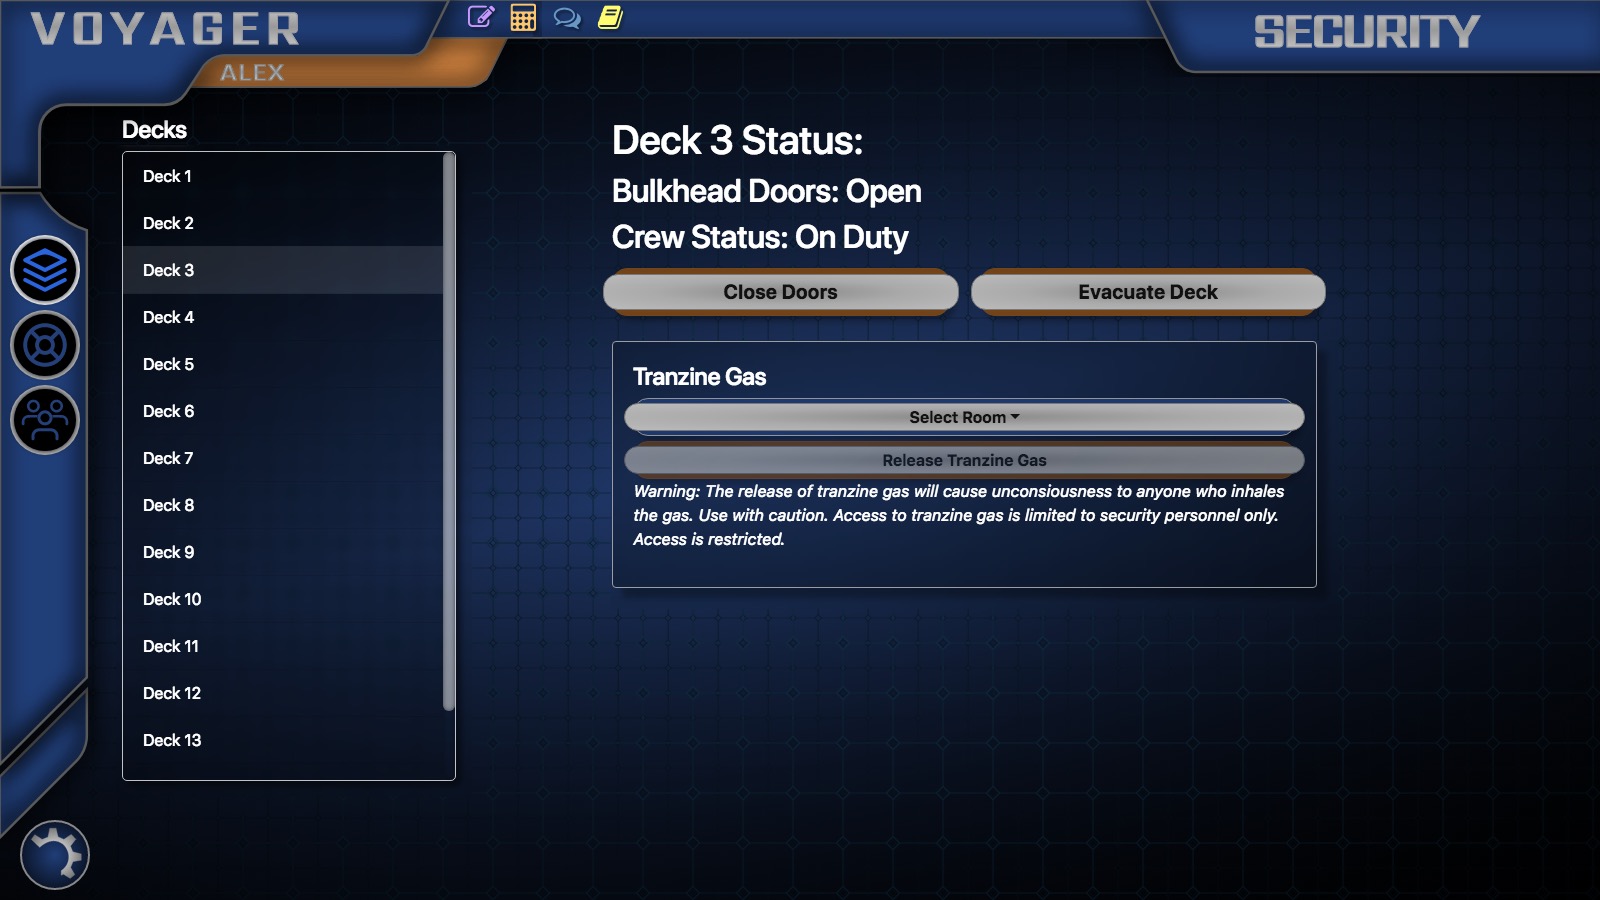 VOYAGER
ALEX
SECURITY
Decks
Deck 1
Deck 2
Deck 3
Deck 4
Deck 5
Deck 6
Deck 7
Deck 8
Deck 9
Deck 10
Deck 11
Deck 12
Deck 13
Deck 3 Status:
Bulkhead Doors: Open
Crew Status: On Duty
Close Doors
Evacuate Deck
Tranzine Gas
Select Room
Release Tranzine Gas
Warning: The release of tranzine gas will cause unconsiousness to anyone who inhales
the gas. Use with caution. Access to tranzine gas is limited to security personnel only.
Access is restricted.